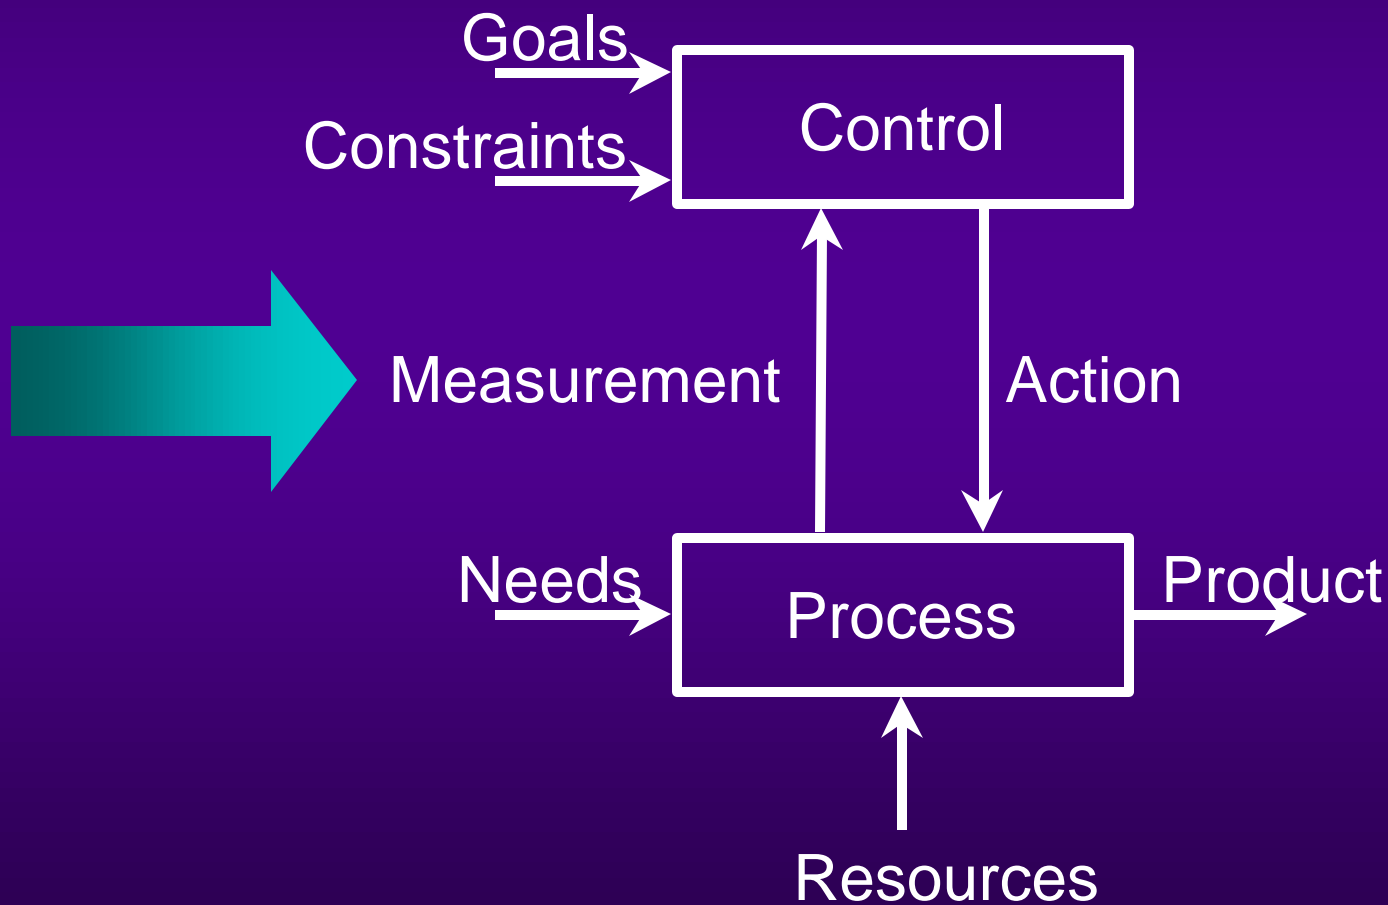 Goals
Constraints
Control
Measurement
Action
Needs
Process
Product
Resources